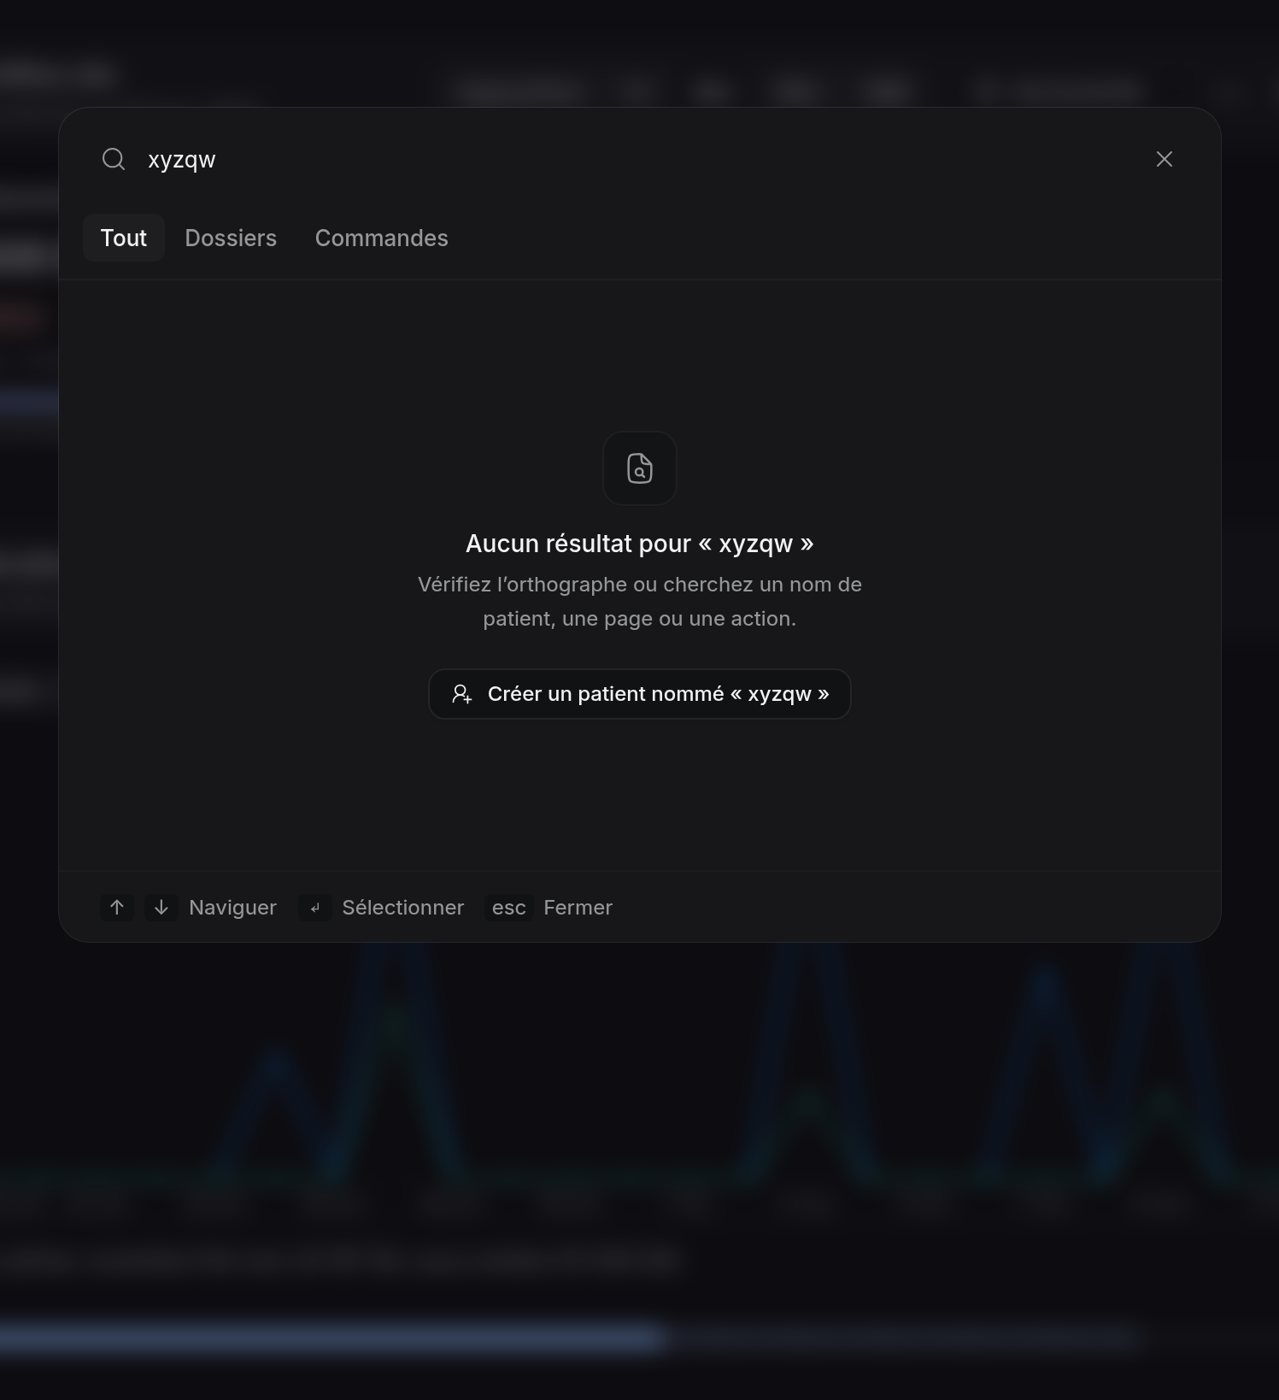 xyzqw
Tout Dossiers Commandes
Aucun résultat pour « xyzqw »
Vérifiez l’orthographe ou cherchez un nom de
patient, une page ou une action.
Créer un patient nommé « xyzqw »
↑ ↓ Naviguer ↵ Sélectionner esc Fermer